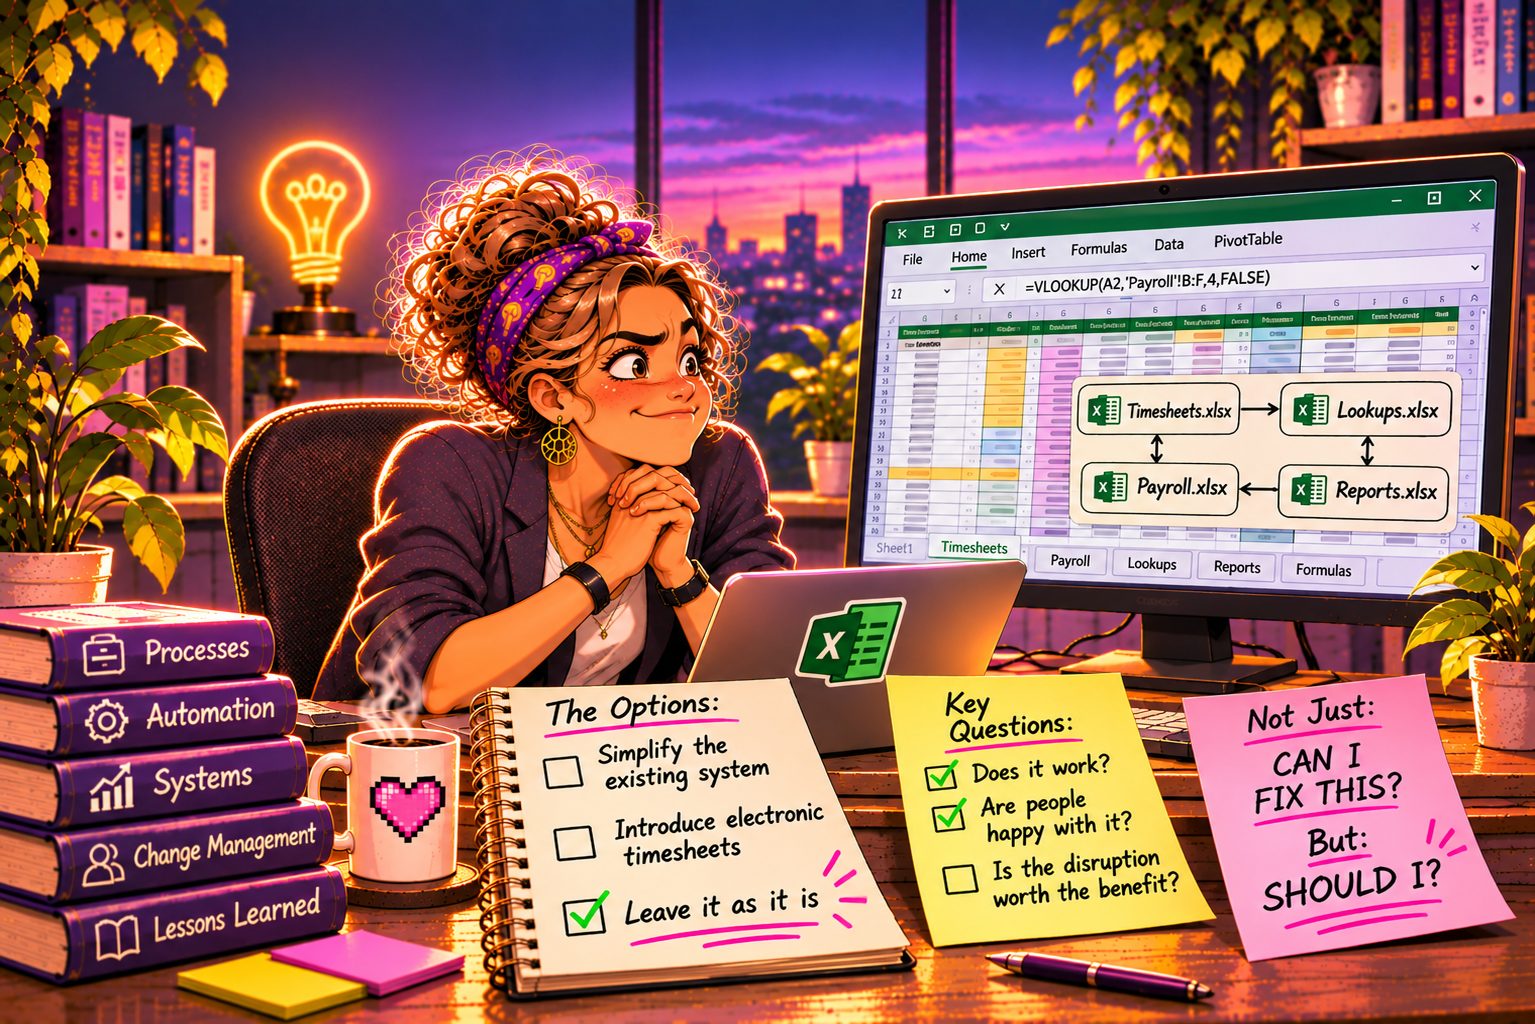 File Home Insert Formulas Data PivotTable
X =VLOOKUP(A2,'Payroll'!B:F,4,FALSE)
Timesheets.xlsx
Lookups.xlsx
Payroll.xlsx
Reports.xlsx
Sheet1 Timesheets Payroll Lookups Reports Formulas
X
Processes
Automation
Systems
Change Management
Lessons Learned
The Options:
Simplify the
existing system
Introduce electronic
timesheets
Leave it as it is
Key
Questions:
Does it work?
Are people
happy with it?
Is the disruption
worth the benefit?
Not Just:
CAN I
FIX THIS?
But:
SHOULD I?